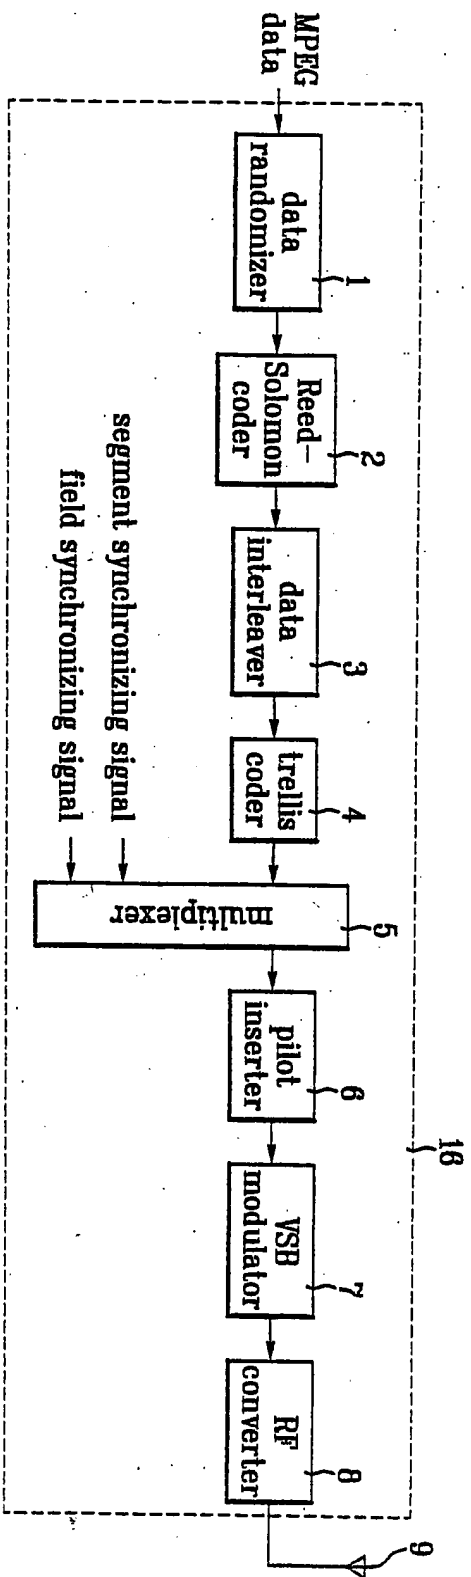 MPEG
data
data
randomizer
1
Reed-
Solomon
coder
2
data
interleaver
3
trellis
coder
4
segment synchronizing signal
field synchronizing signal
multiplexer
5
pilot
inserter
6
VSB
modulator
7
RF
converter
8
9
16